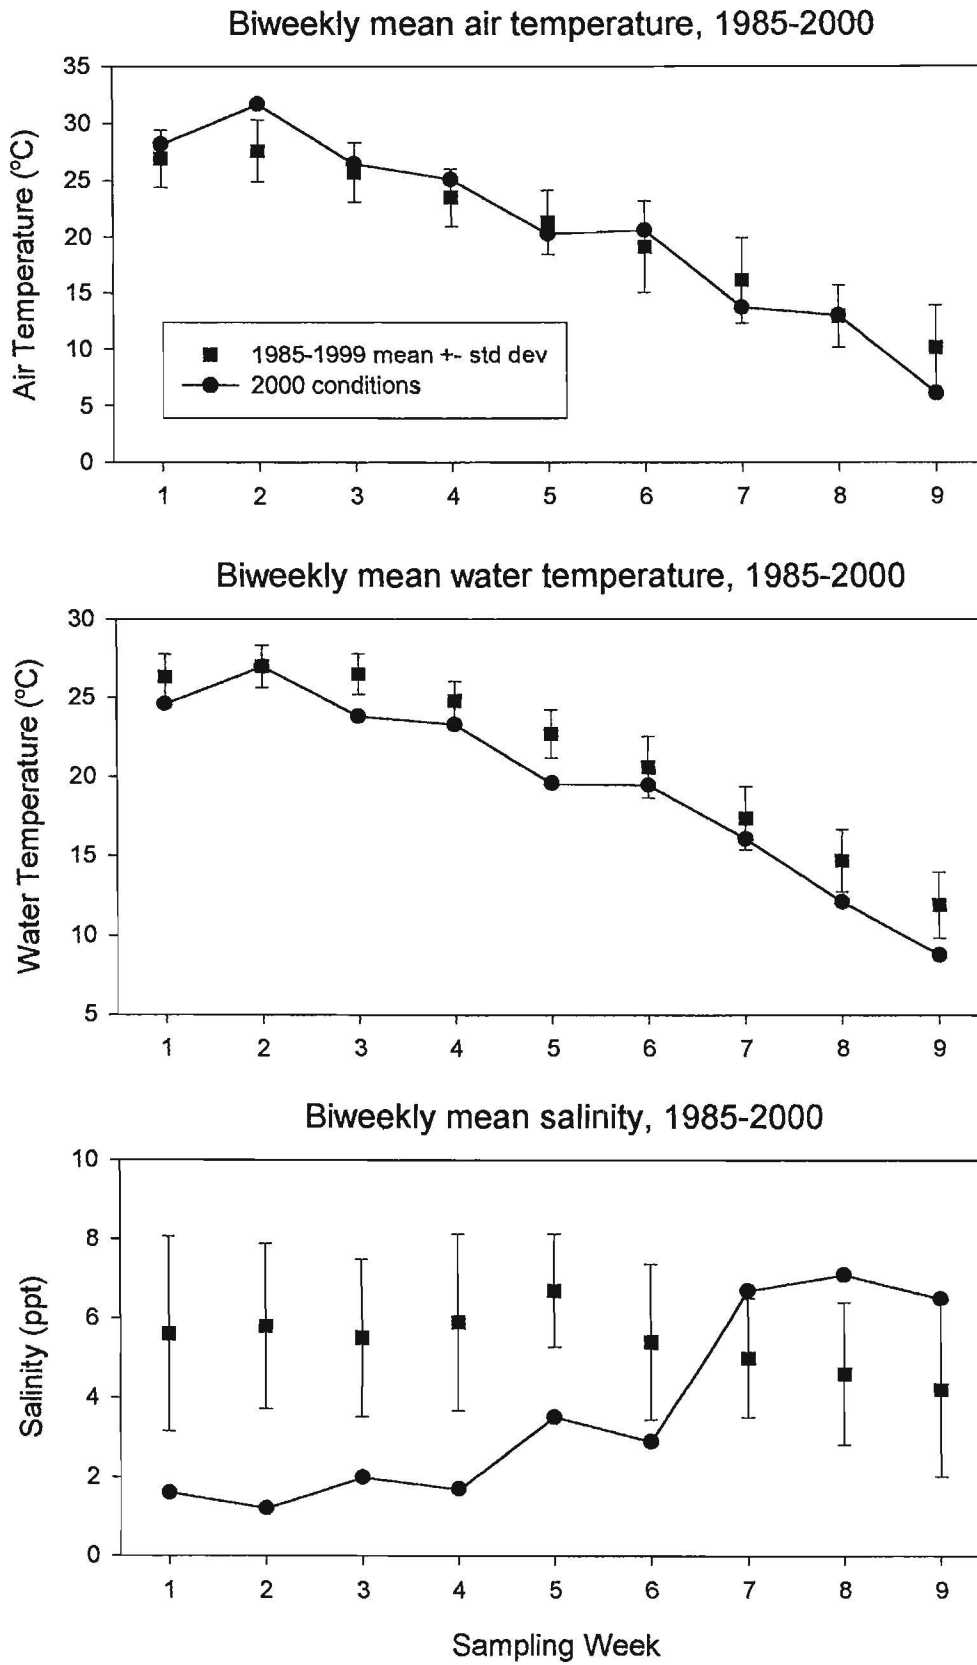 Biweekly mean air temperature, 1985-2000
35
30
25
20
15
10
5
0
Air Temperature (ºC)
1985-1999 mean +- std dev
2000 conditions
1 2 3 4 5 6 7 8 9
Biweekly mean water temperature, 1985-2000
30
25
20
15
10
5
Water Temperature (ºC)
1 2 3 4 5 6 7 8 9
Biweekly mean salinity, 1985-2000
10
8
6
4
2
0
Salinity (ppt)
1 2 3 4 5 6 7 8 9
Sampling Week